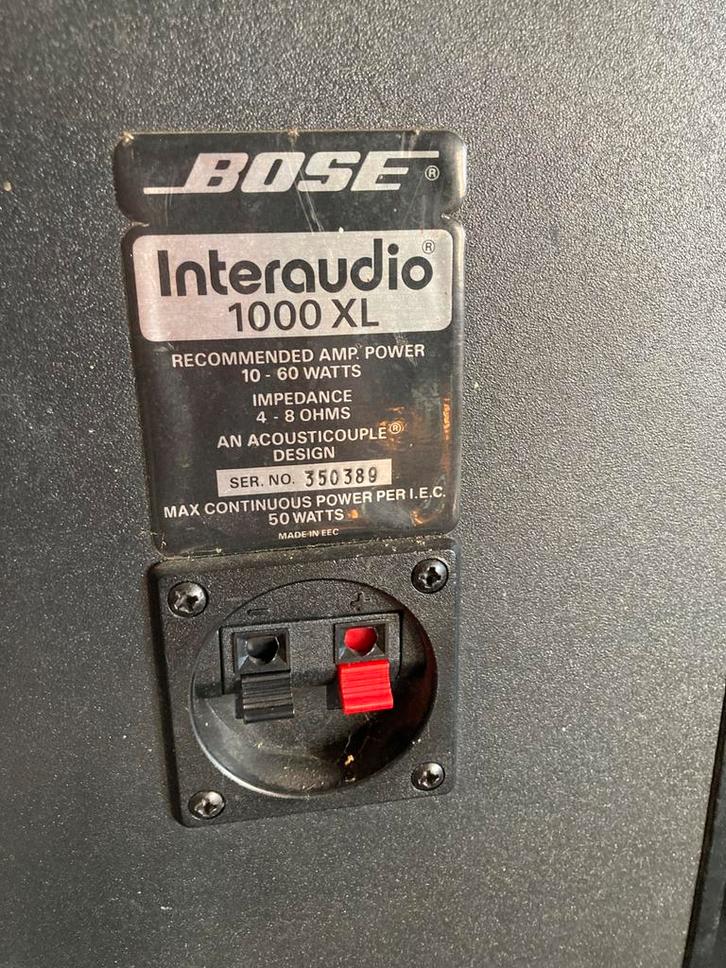 BOSE®
Interaudio®
1000 XL
RECOMMENDED AMP. POWER
10 - 60 WATTS
IMPEDANCE
4 - 8 OHMS
AN ACOUSTICOUPLE®
DESIGN
SER. NO. 350389
MAX CONTINUOUS POWER PER I.E.C.
50 WATTS
MADE IN EEC
- +